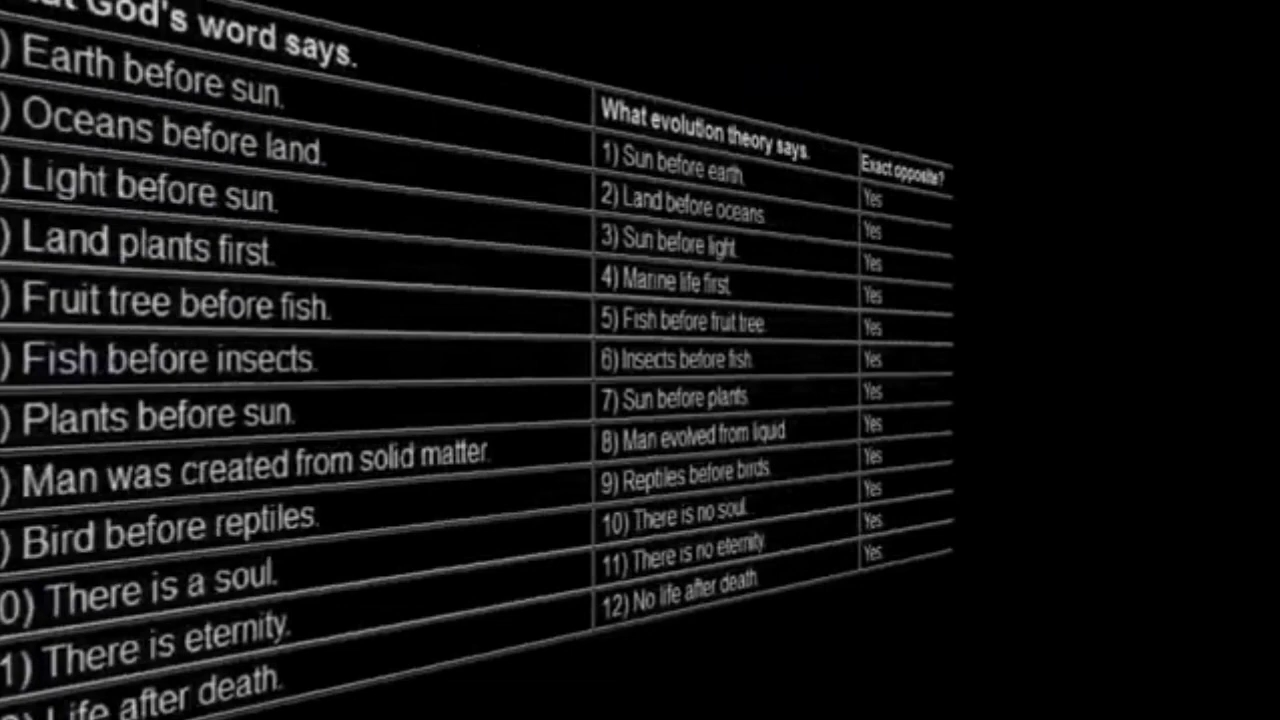 God's word says.
) Earth before sun.
) Oceans before land.
) Light before sun.
) Land plants first.
) Fruit tree before fish.
) Fish before insects.
) Plants before sun.
) Man was created from solid matter.
) Bird before reptiles.
0) There is a soul.
1) There is eternity.
Life after death.
What evolution theory says.
1) Sun before earth.
2) Land before oceans.
3) Sun before light.
4) Marine life first.
5) Fish before fruit tree.
6) Insects before fish.
7) Sun before plants.
8) Man evolved from liquid
9) Reptiles before birds.
10) There is no soul.
11) There is no eternity.
12) No life after death
Exact opposite?
Yes
Yes
Yes
Yes
Yes
Yes
Yes
Yes
Yes
Yes
Yes
Yes